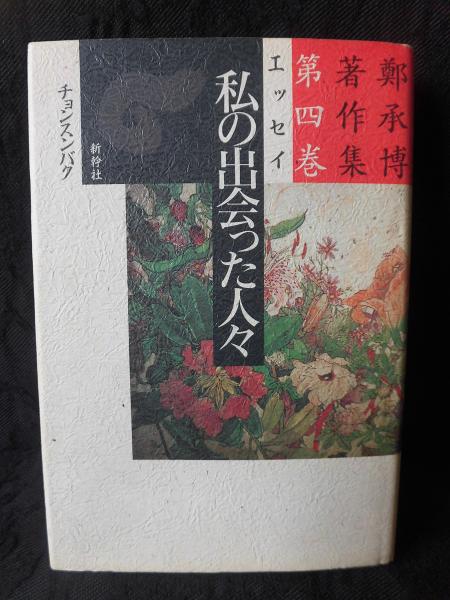 鄭承博
著作集
第四巻
エッセイ
私の出会った人々
新幹社
チョンスンバク